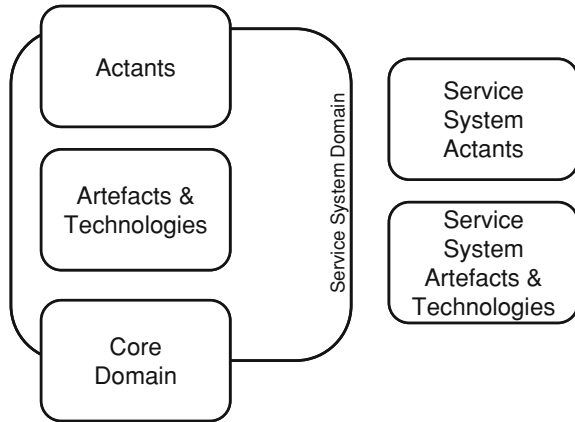 Actants
Artefacts &
Technologies
Core
Domain
Service System Domain
Service
System
Actants
Service
System
Artefacts &
Technologies